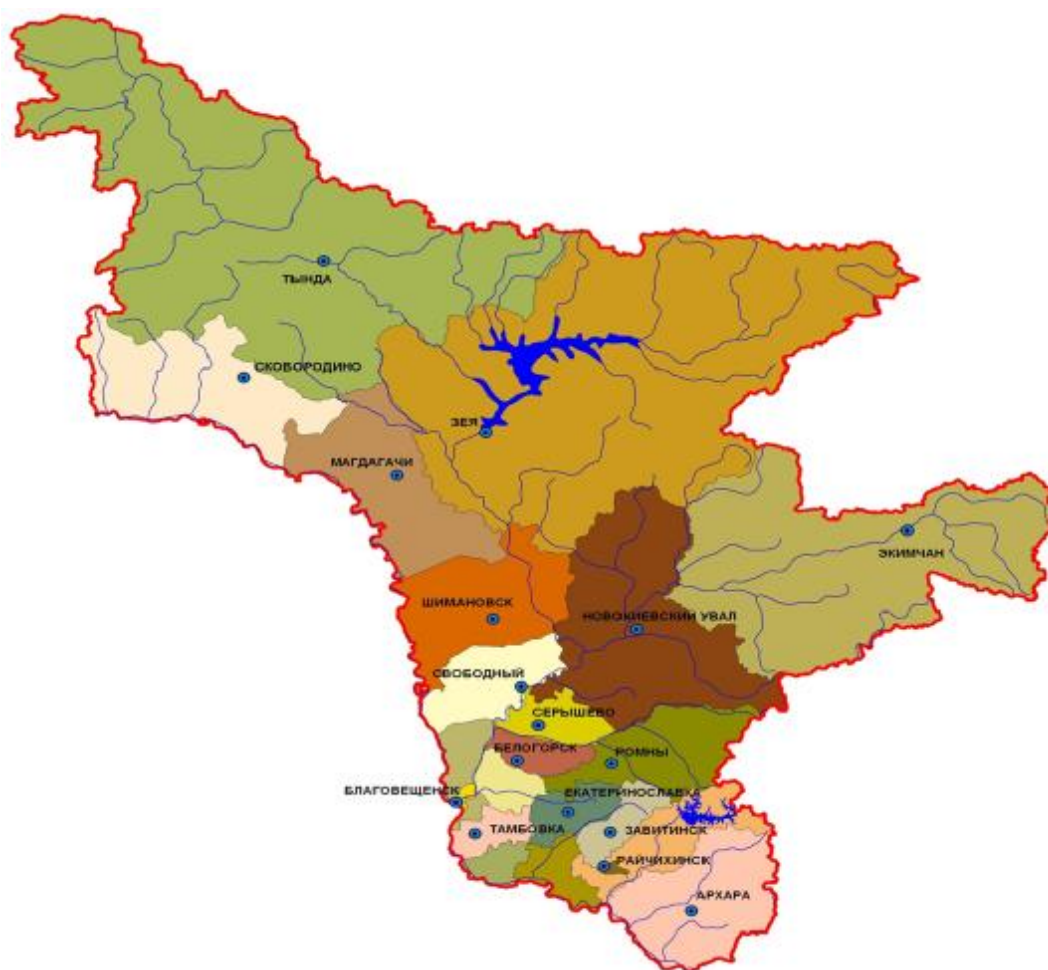 ТЫНДА
СКОВОРОДИНО
ЗЕЯ
МАГДАГАЧИ
ЭКИМЧАН
ШИМАНОВСК
НОВОКИЕВСКИЙ УВАЛ
СВОБОДНЫЙ
СЕРЫШЕВО
БЕЛОГОРСК
РОМНЫ
БЛАГОВЕЩЕНСК
ЕКАТЕРИНОСЛАВКА
ТАМБОВКА
ЗАВИТИНСК
РАЙЧИХИНСК
АРХАРА